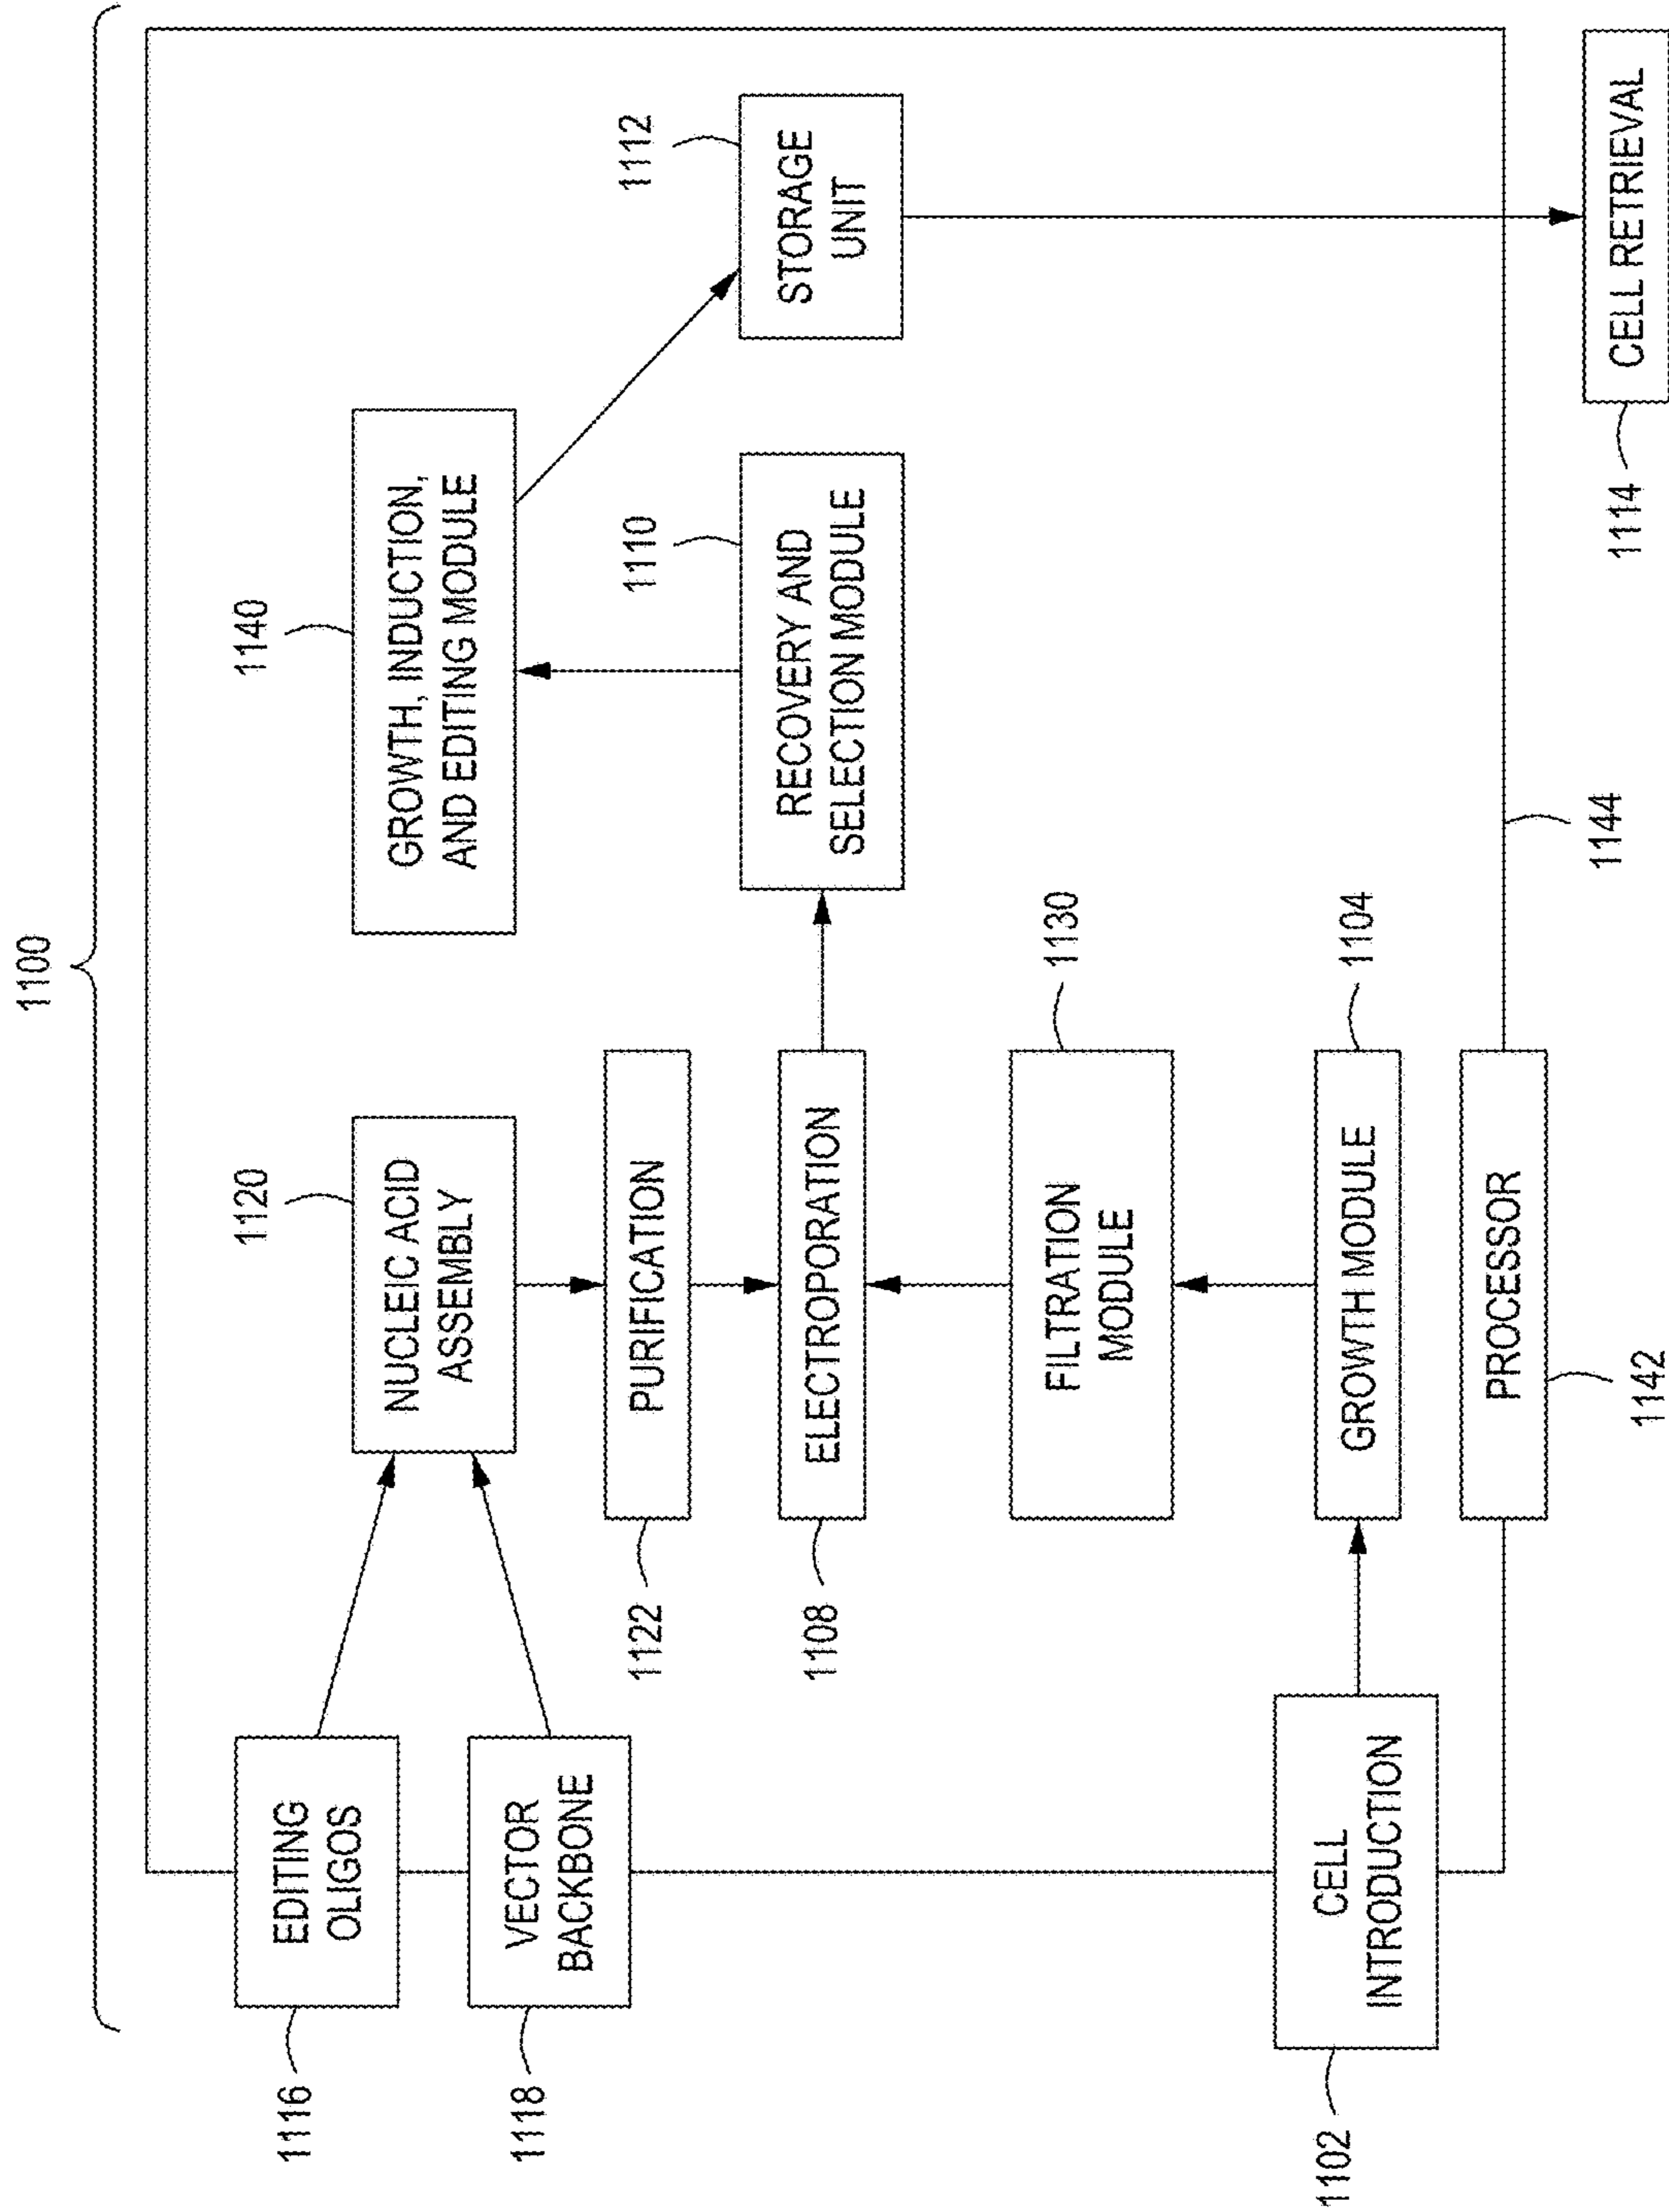 1100
1116
EDITING
OLIGOS
1118
VECTOR
BACKBONE
1120
NUCLEIC ACID
ASSEMBLY
1122
PURIFICATION
1108
ELECTROPORATION
FILTRATION
MODULE
1130
1102
CELL
INTRODUCTION
GROWTH MODULE
1104
PROCESSOR
1142
1144
1140
GROWTH, INDUCTION,
AND EDITING MODULE
1110
RECOVERY AND
SELECTION MODULE
1112
STORAGE
UNIT
1114
CELL RETRIEVAL